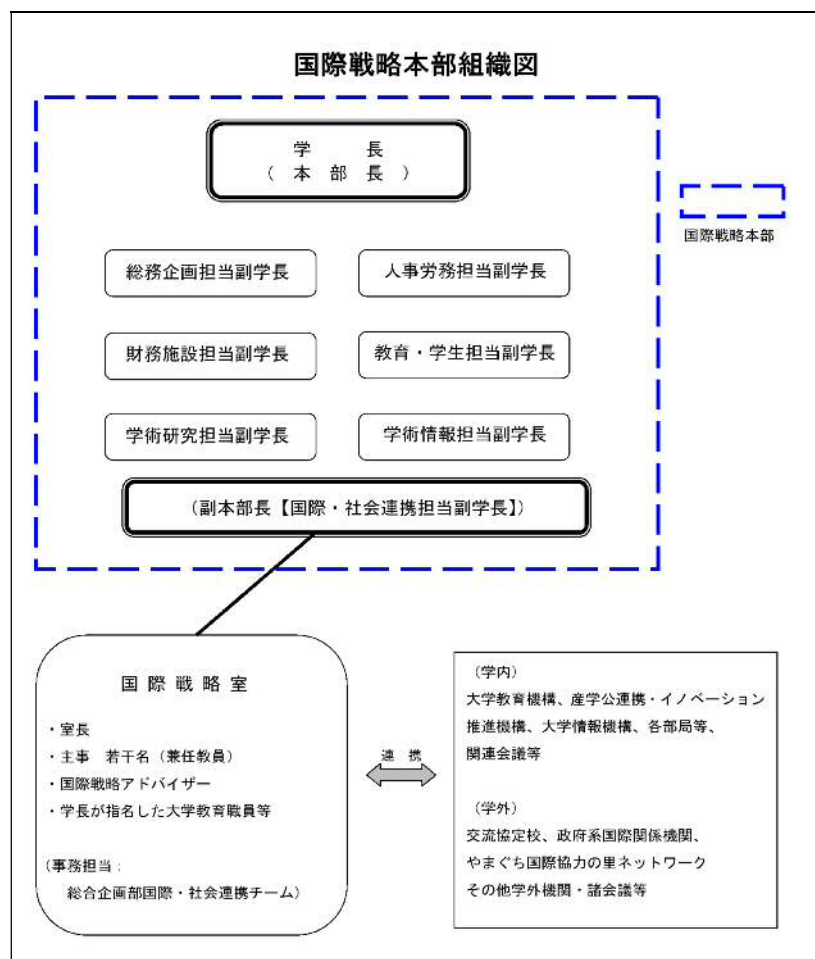 国際戦略本部組織図
学　　長
（ 本 部 長 ）
国際戦略本部
総務企画担当副学長
人事労務担当副学長
財務施設担当副学長
教育・学生担当副学長
学術研究担当副学長
学術情報担当副学長
（副本部長【国際・社会連携担当副学長】）
国 際 戦 略 室
・室長
・主事　若干名（兼任教員）
・国際戦略アドバイザー
・学長が指名した大学教育職員等
（事務担当：
総合企画部国際・社会連携チーム）
連 携
（学内）
大学教育機構、産学公連携・イノベーション
推進機構、大学情報機構、各部局等、
関連会議等
（学外）
交流協定校、政府系国際関係機関、
やまぐち国際協力の里ネットワーク
その他学外機関・諸会議等